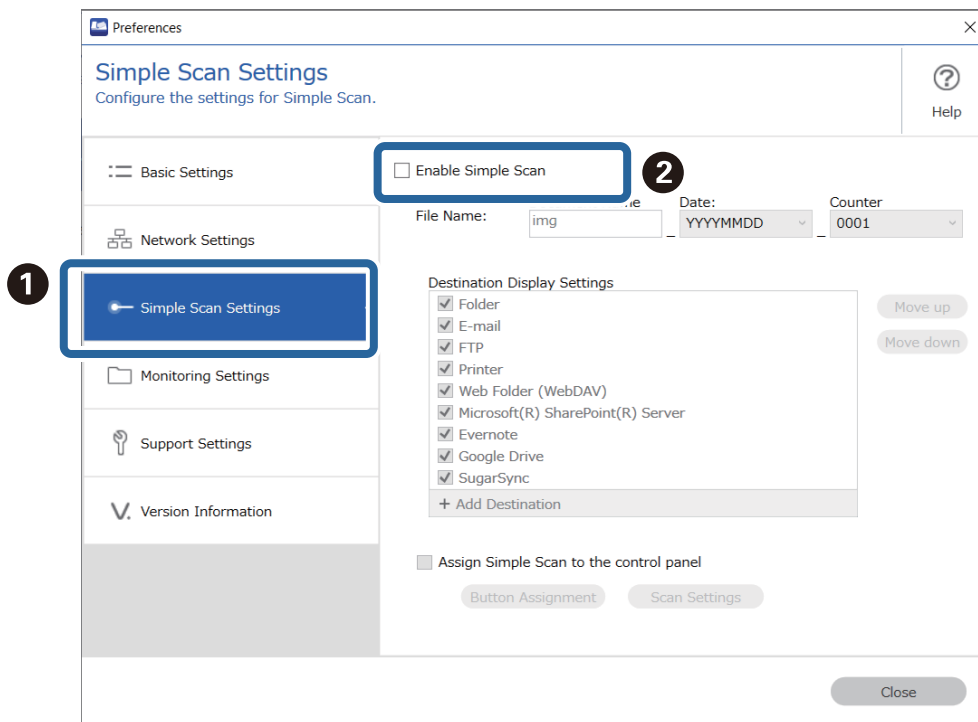 Preferences
Simple Scan Settings
Configure the settings for Simple Scan.
Help
1
Basic Settings
Network Settings
Simple Scan Settings
Monitoring Settings
Support Settings
V. Version Information
2
Enable Simple Scan
Date:
Counter
File Name:
img
_
YYYYMMDD
_
0001
Destination Display Settings
Folder
E-mail
FTP
Printer
Web Folder (WebDAV)
Microsoft(R) SharePoint(R) Server
Evernote
Google Drive
SugarSync
+ Add Destination
Move up
Move down
Assign Simple Scan to the control panel
Button Assignment
Scan Settings
Close